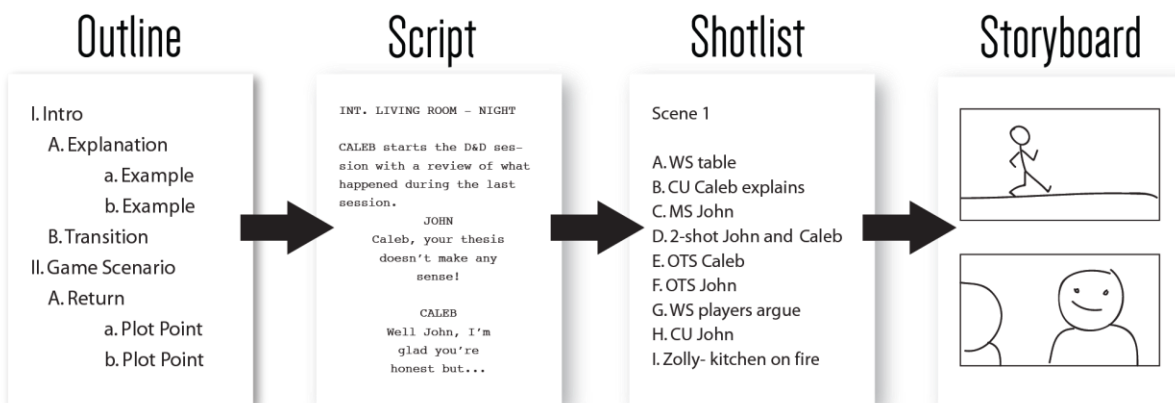 Outline
I. Intro
A. Explanation
a. Example
b. Example
B. Transition
II. Game Scenario
A. Return
a. Plot Point
b. Plot Point
Script
INT. LIVING ROOM – NIGHT
CALEB starts the D&D ses-
sion with a review of what
happened during the last
session.
JOHN
Caleb, your thesis
doesn't make any
sense!
CALEB
Well John, I'm
glad you're
honest but...
Shotlist
Scene 1
A. WS table
B. CU Caleb explains
C. MS John
D. 2-shot John and Caleb
E. OTS Caleb
F. OTS John
G. WS players argue
H. CU John
I. Zolly- kitchen on fire
Storyboard